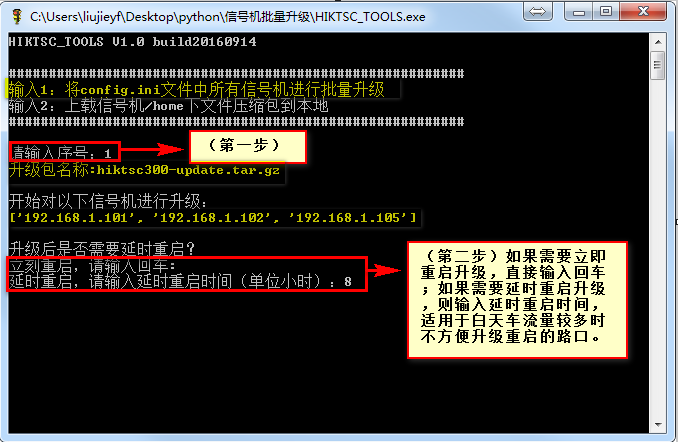 C:\Users\liujieyf\Desktop\python\信号机批量升级\HIKTSC_TOOLS.exe
HIKTSC_TOOLS V1.0 build20160914
#########################################################
输入1：将config.ini文件中所有信号机进行批量升级
输入2：上载信号机/home下文件压缩包到本地
#########################################################
请输入序号：1
（第一步）
升级包名称:hiktsc300-update.tar.gz
开始对以下信号机进行升级：
['192.168.1.101', '192.168.1.102', '192.168.1.105']
升级后是否需要延时重启？
立刻重启，请输入回车：
延时重启，请输入延时重启时间（单位小时）：8
（第二步）如果需要立即
重启升级，直接输入回车
；如果需要延时重启升级
，则输入延时重启时间，
适用于白天车流量较多时
不方便升级重启的路口。